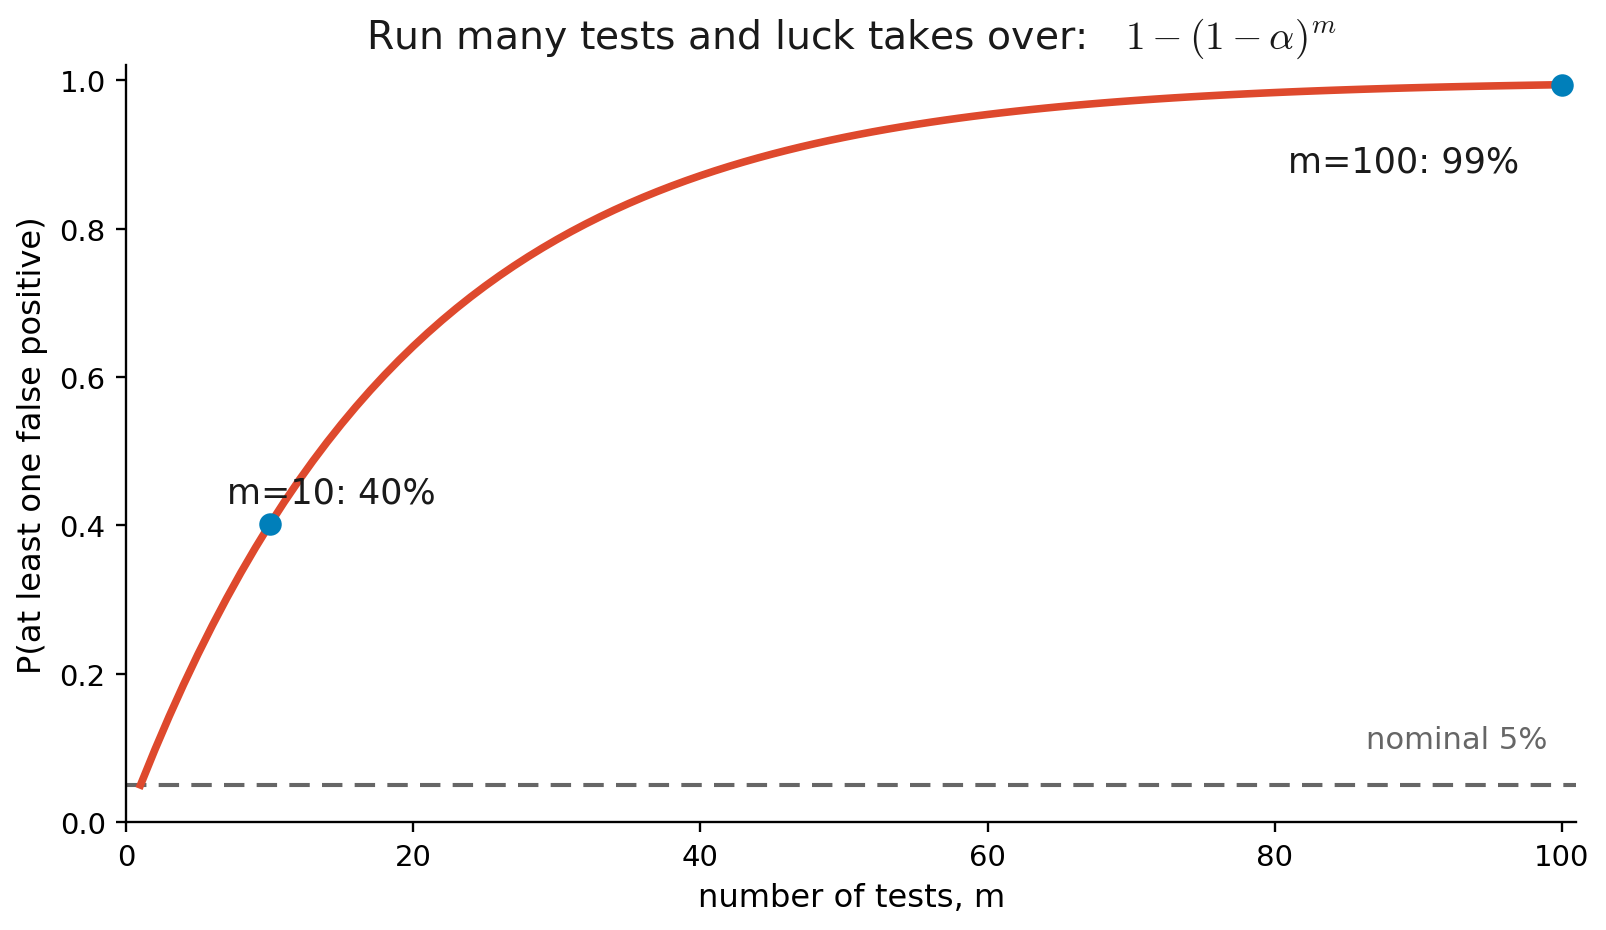 Run many tests and luck takes over: 1 − (1 − α)^m
P(at least one false positive)
1.0
0.8
0.6
0.4
0.2
0.0
m=100: 99%
m=10: 40%
nominal 5%
0 20 40 60 80 100
number of tests, m